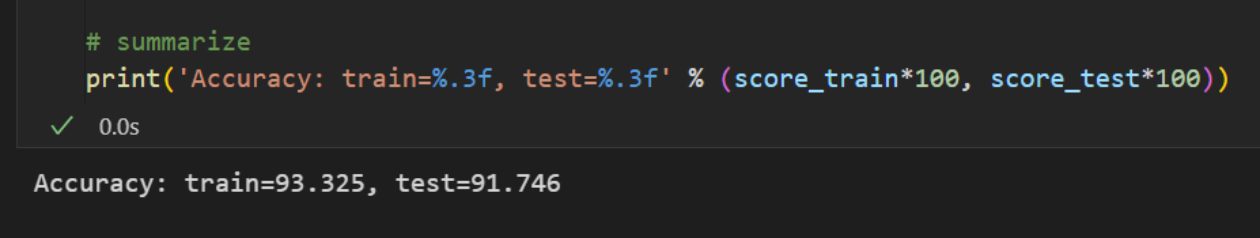 # summarize
print('Accuracy: train=%.3f, test=%.3f' % (score_train*100, score_test*100))
0.0s
Accuracy: train=93.325, test=91.746